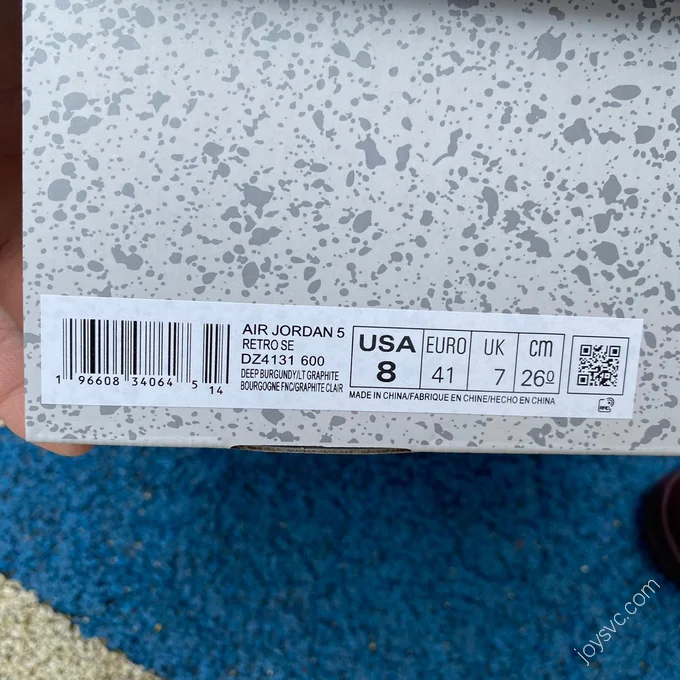 AIR JORDAN 5
RETRO SE
DZ4131 600
DEEP BURGUNDY/LT GRAPHITE
BOURGOGNE FNC/GRAPHITE CLAIR
1 96608 34064 5 14
USA EURO UK cm
8 41 7 26º
MADE IN CHINA/FABRIQUE EN CHINE/HECHO EN CHINA
joysvc.com